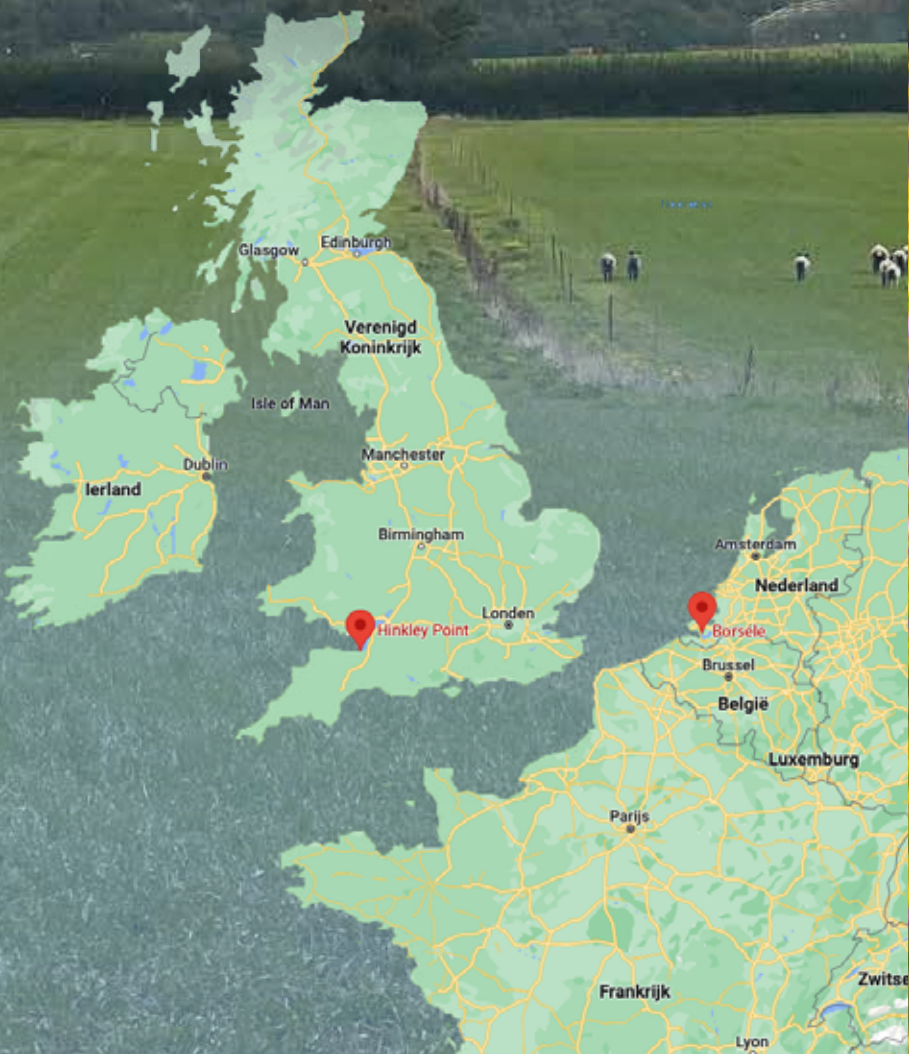 Glasgow
Edinburgh
Verenigd
Koninkrijk
Isle of Man
Manchester
Dublin
Ierland
Birmingham
Amsterdam
Nederland
Londen
Hinkley Point
Borsele
Brussel
België
Luxemburg
Parijs
Frankrijk
Zwitse
Lyon